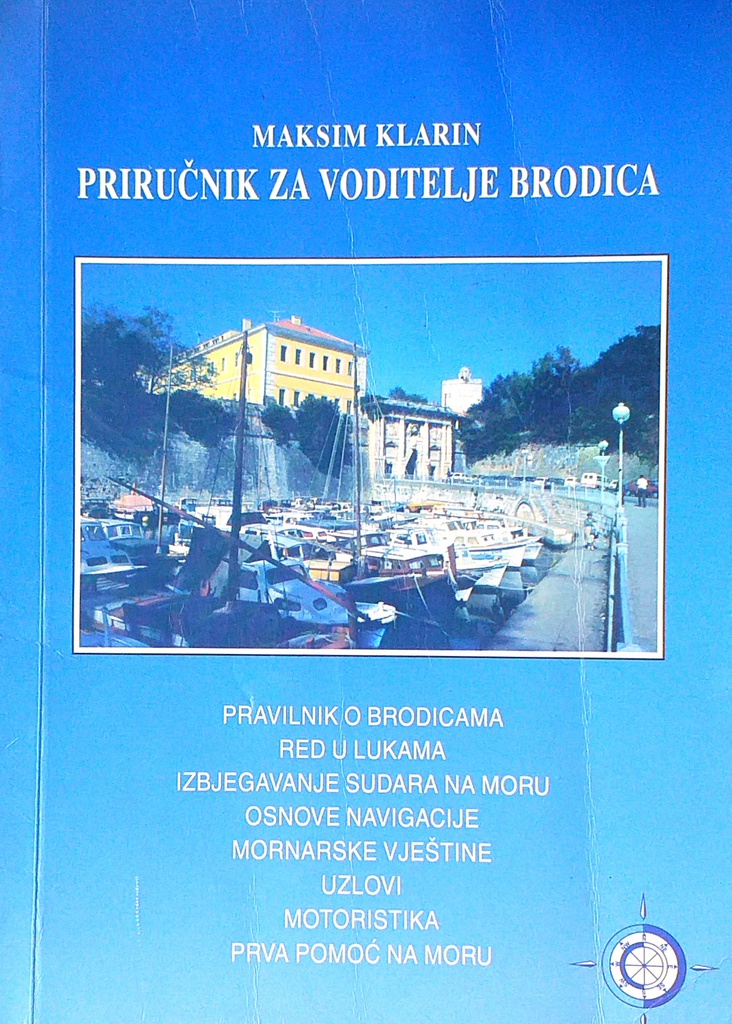 MAKSIM KLARIN
PRIRUČNIK ZA VODITELJE BRODICA
PRAVILNIK O BRODICAMA
RED U LUKAMA
IZBJEGAVANJE SUDARA NA MORU
OSNOVE NAVIGACIJE
MORNARSKE VJEŠTINE
UZLOVI
MOTORISTIKA
PRVA POMOĆ NA MORU